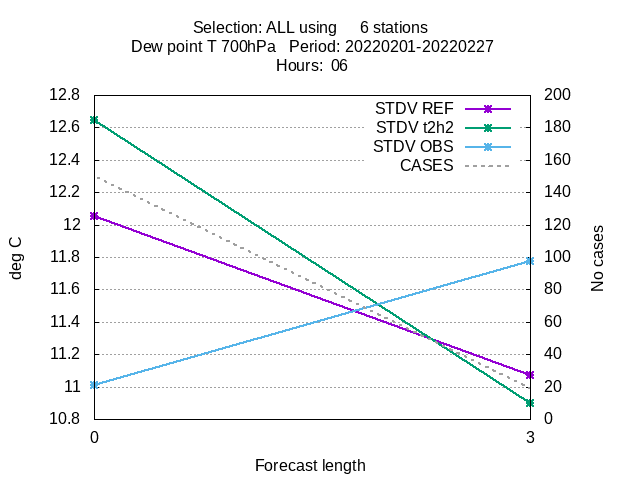 Selection: ALL using     6 stations
Dew point T 700hPa   Period: 20220201-20220227
Hours:  06
STDV REF
STDV t2h2
STDV OBS
CASES
12.8
12.6
12.4
12.2
12
11.8
11.6
11.4
11.2
11
10.8
deg C
200
180
160
140
120
100
80
60
40
20
0
No cases
0
3
Forecast length